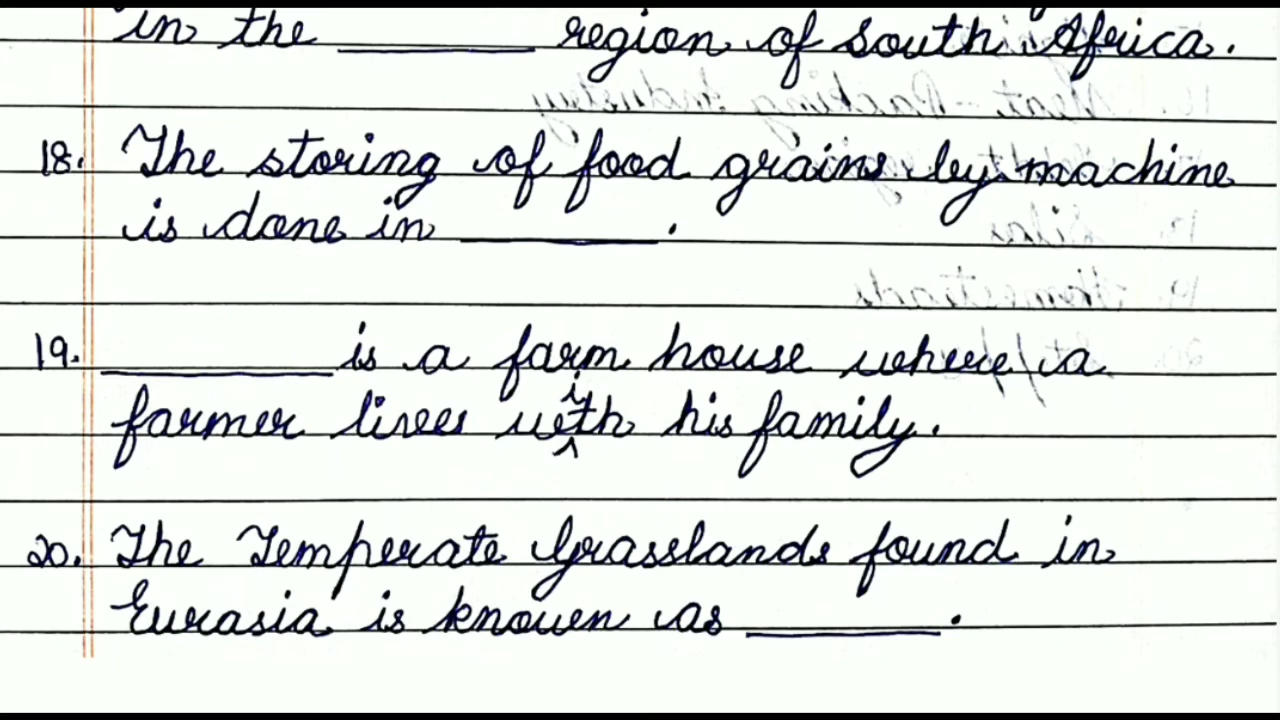 in the ______ region of South Africa.
18. The storing of food grains by machine
is done in ______.
19. ______ is a farm house where a
farmer lives with his family.
20. The Temperate Grasslands found in
Eurasia is known as ______.